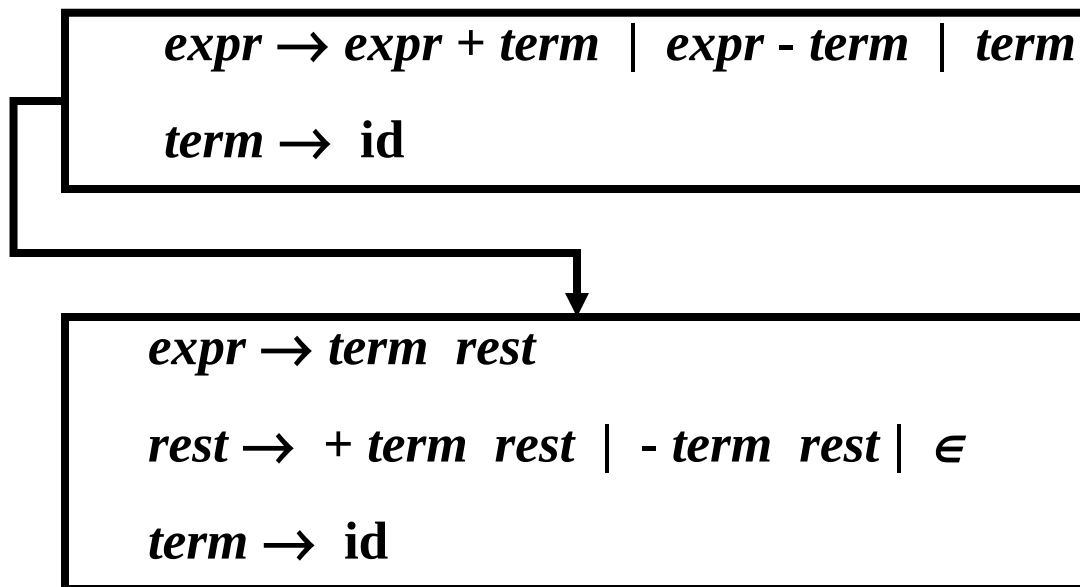 expr → expr + term | expr - term | term
term → id
expr → term rest
rest → + term rest | - term rest | ∈
term → id